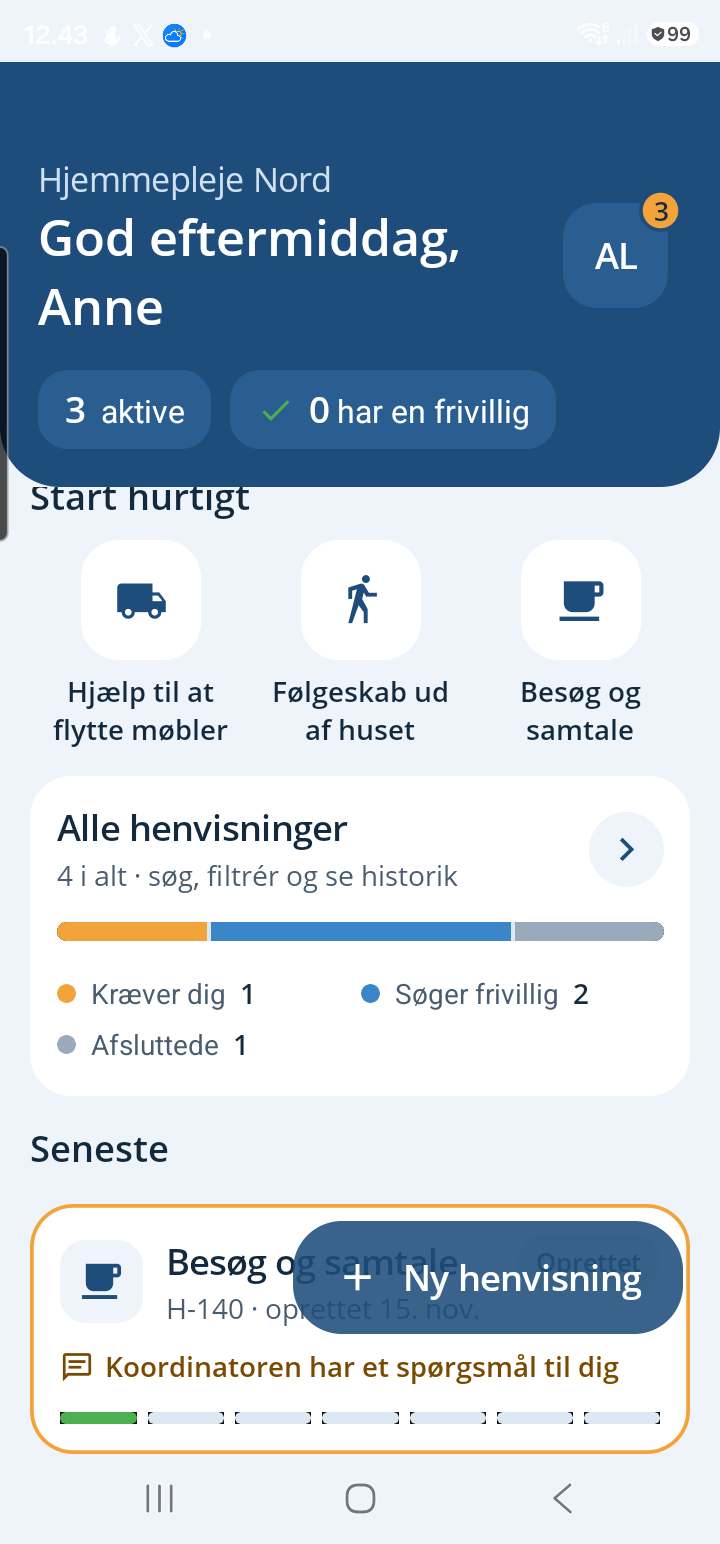 12.43
6
99
Hjemmepleje Nord
God eftermiddag,
Anne
AL
3
3 aktive
0 har en frivillig
Start hurtigt
Hjælp til at
flytte møbler
Følgeskab ud
af huset
Besøg og
samtale
Alle henvisninger
4 i alt · søg, filtrér og se historik
Kræver dig 1
Søger frivillig 2
Afsluttede 1
Seneste
Besøg og samtale
Oprettet
H-140 · oprettet 15. nov.
+ Ny henvisning
Koordinatoren har et spørgsmål til dig